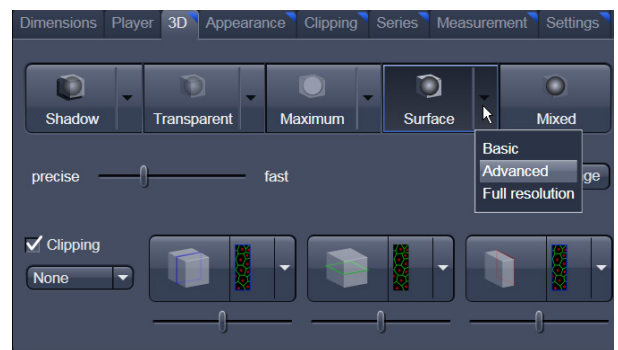 Dimensions Player 3D Appearance Clipping Series Measurement Settings
Shadow Transparent Maximum Surface Mixed
Basic
precise fast Advanced ge
Full resolution
Clipping
None